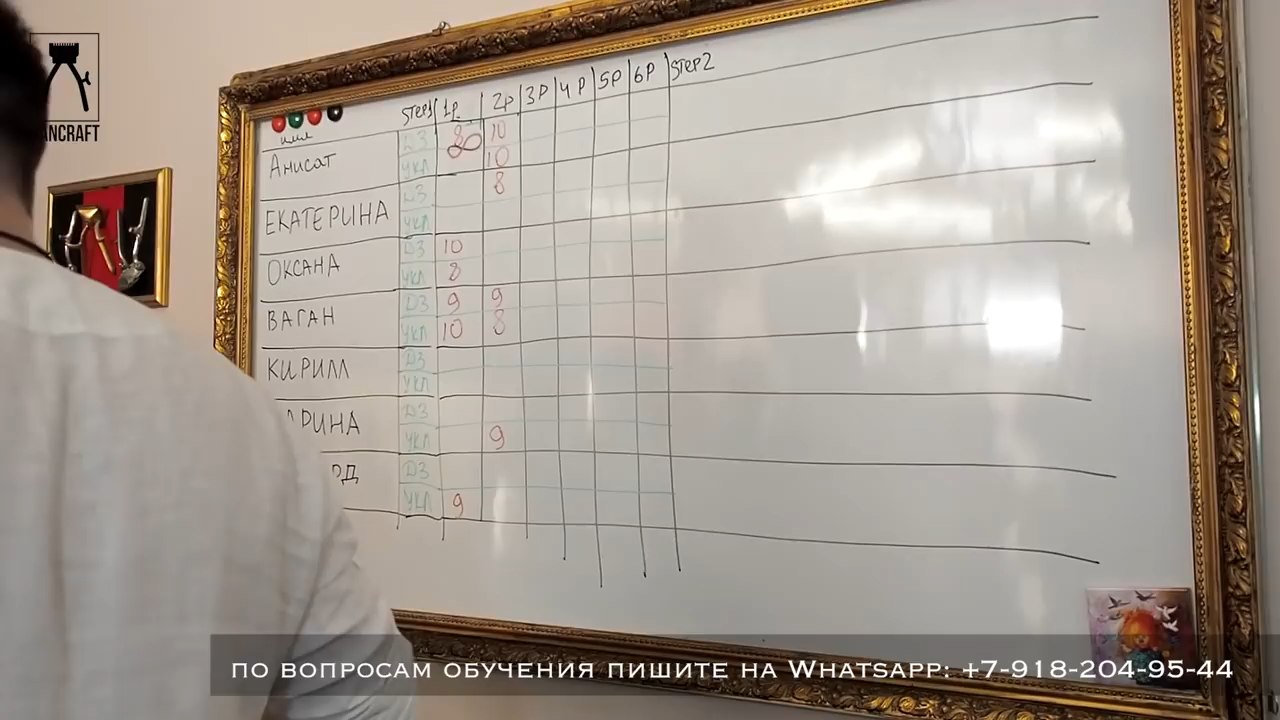 ANCRAFT
STEP1 1P 2P 3P 4P 5P 6P STEP2
имя
Анисат ДЗ 10
УКЛ 10
ЕКАТЕРИНА ДЗ 8
УКЛ
ОКСАНА ДЗ 10
УКЛ 8
ВАГАН ДЗ 9 9
УКЛ 10 8
КИРИЛЛ ДЗ
УКЛ
РИНА ДЗ
УКЛ 9
РД ДЗ
УКЛ 9
ПО ВОПРОСАМ ОБУЧЕНИЯ ПИШИТЕ НА WHATSAPP: +7-918-204-95-44